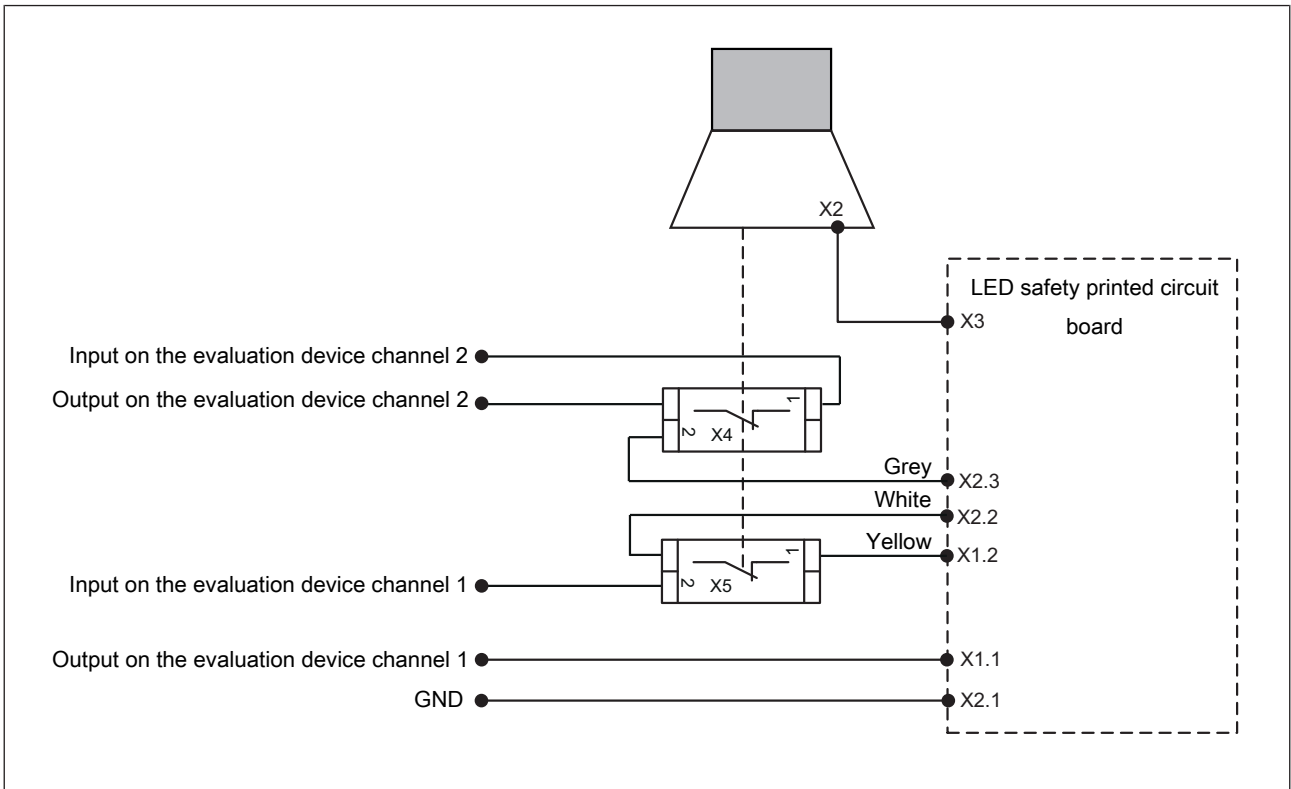 X2
LED safety printed circuit
board
X3
Input on the evaluation device channel 2
Output on the evaluation device channel 2
1
2
X4
Grey
X2.3
White
X2.2
Yellow
X1.2
1
2
X5
Input on the evaluation device channel 1
Output on the evaluation device channel 1
X1.1
GND
X2.1